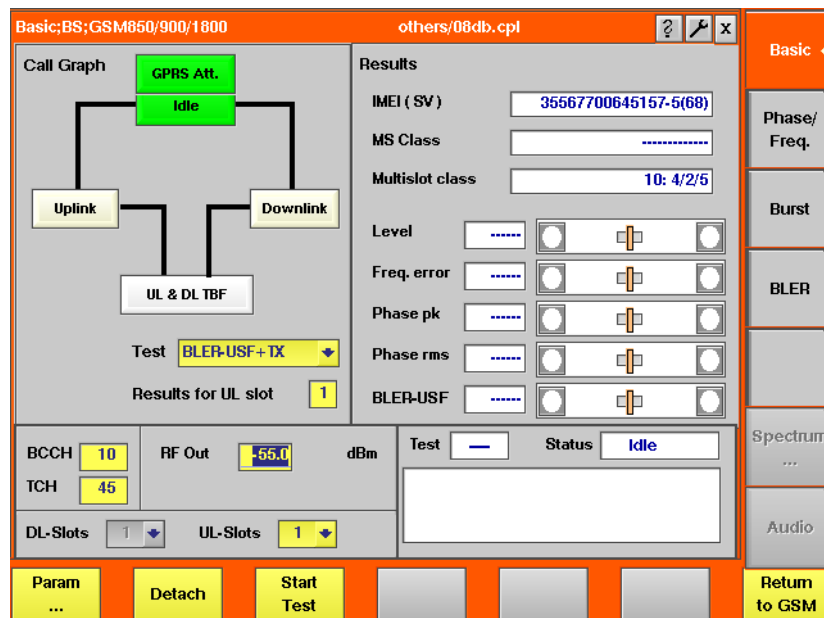 Basic;BS;GSM850/900/1800 others/08db.cpl ? x
Call Graph
GPRS Att.
Idle
Uplink
Downlink
UL & DL TBF
Test BLER-USF+TX
Results for UL slot 1
Results
IMEI ( SV ) 35567700645157-5(68)
MS Class -------------
Multislot class 10: 4/2/5
Level ------
Freq. error ------
Phase pk ------
Phase rms ------
BLER-USF ------
BCCH 10
TCH 45
RF Out -55.0 dBm
DL-Slots 1
UL-Slots 1
Test — Status Idle
Basic
Phase/
Freq.
Burst
BLER
Spectrum
...
Audio
Param
...
Detach
Start
Test
Return
to GSM